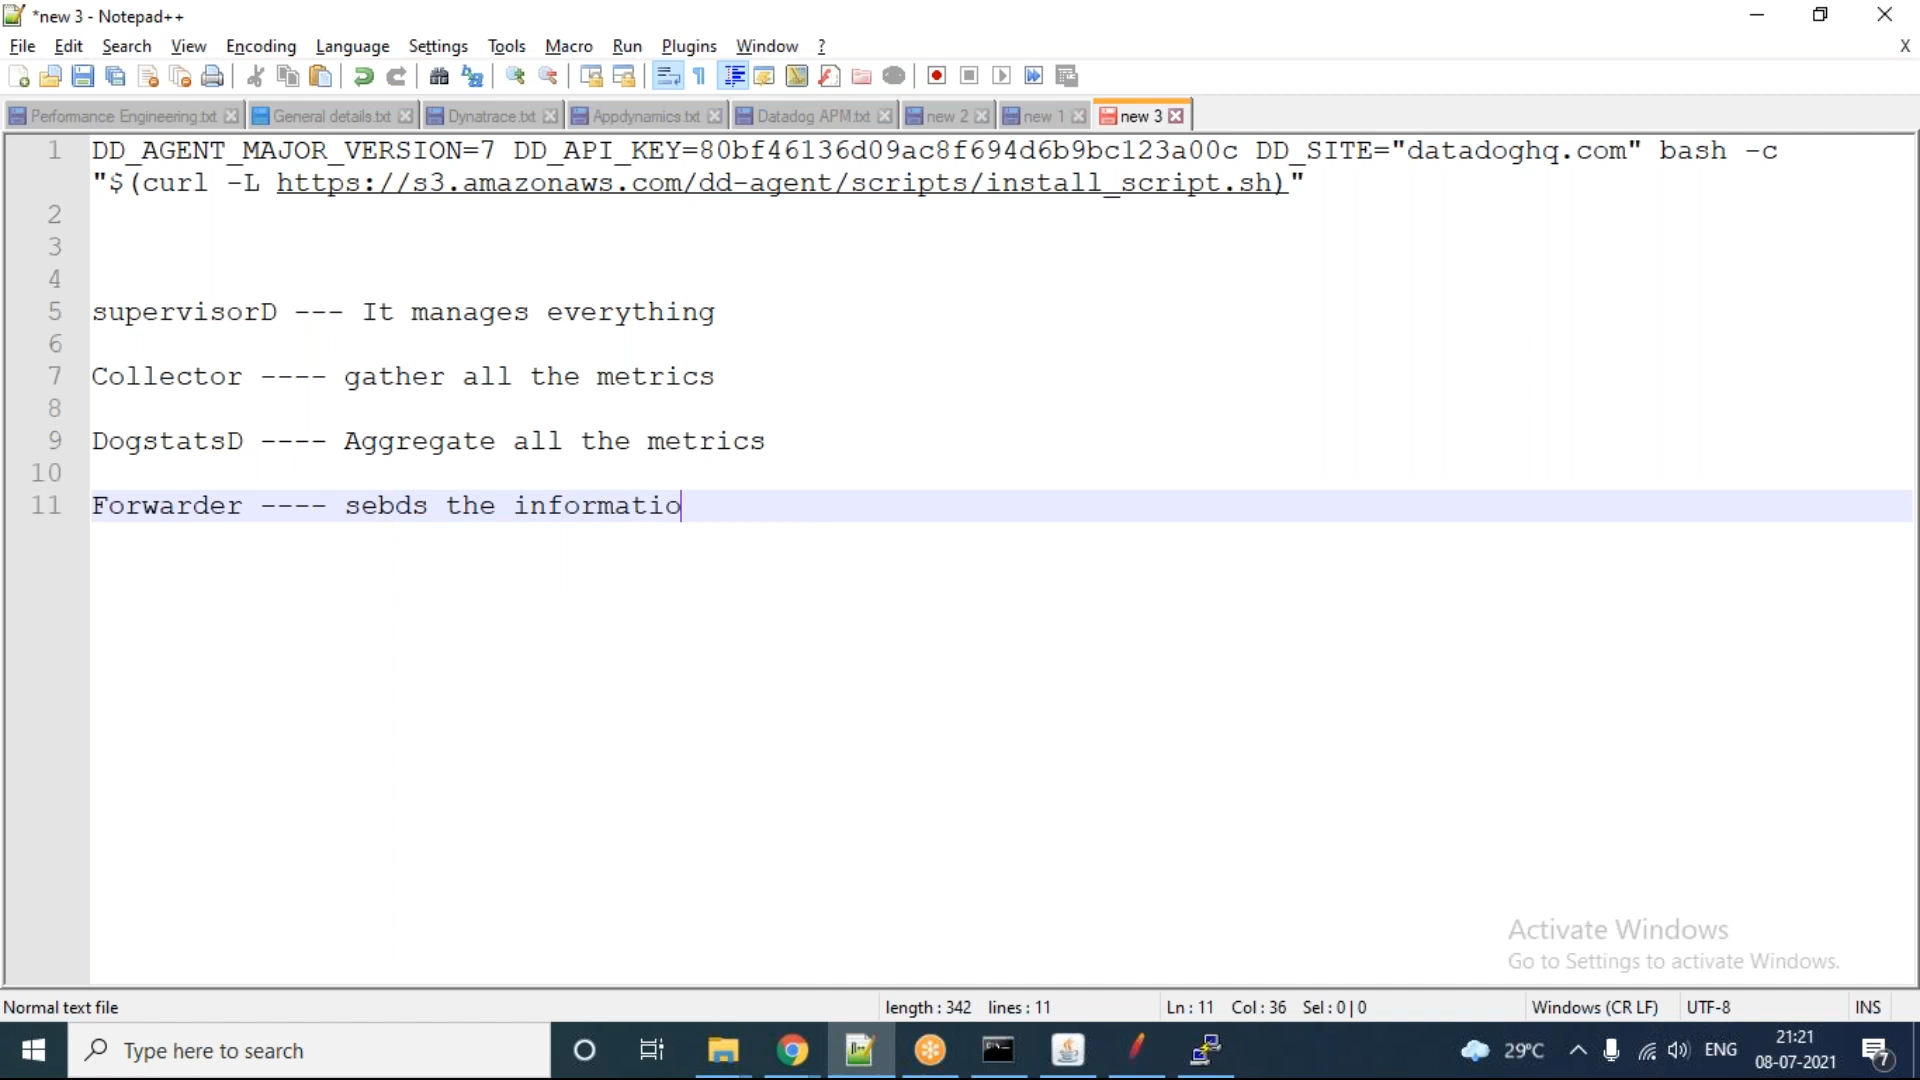 *new 3 - Notepad++
File Edit Search View Encoding Language Settings Tools Macro Run Plugins Window ?
X
Performance Engineering.txt General details.txt Dynatrace.txt Appdynamics.txt Datadog APM.txt new 2 new 1 new 3
1 DD_AGENT_MAJOR_VERSION=7 DD_API_KEY=80bf46136d09ac8f694d6b9bc123a00c DD_SITE="datadoghq.com" bash -c
"$(curl -L https://s3.amazonaws.com/dd-agent/scripts/install_script.sh)"
2
3
4
5 supervisorD --- It manages everything
6
7 Collector ---- gather all the metrics
8
9 DogstatsD ---- Aggregate all the metrics
10
11 Forwarder ---- sebds the informatio
Activate Windows
Go to Settings to activate Windows.
Normal text file length : 342 lines : 11 Ln : 11 Col : 36 Sel : 0 | 0 Windows (CR LF) UTF-8 INS
Type here to search 29°C ENG 21:21
08-07-2021 7